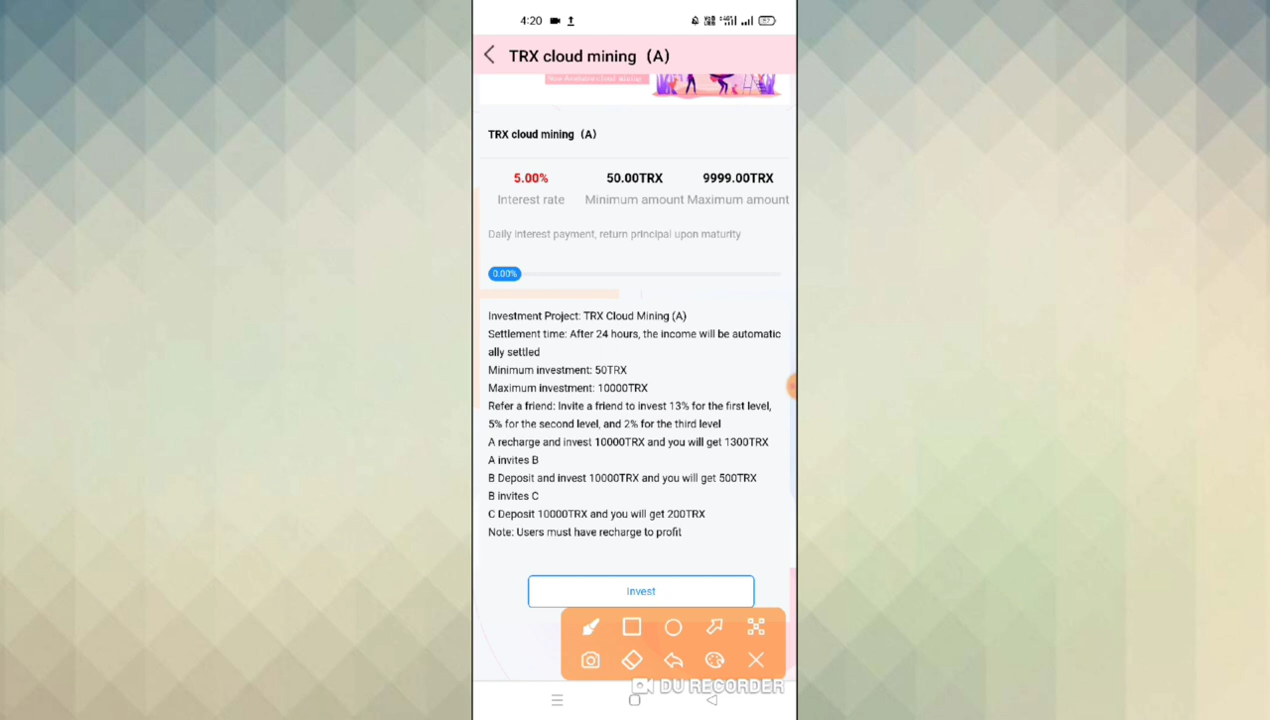 4:20
TRX cloud mining (A)
New Available cloud mining
TRX cloud mining (A)
5.00% 50.00TRX 9999.00TRX
Interest rate Minimum amount Maximum amount
Daily interest payment, return principal upon maturity
0.00%
Investment Project: TRX Cloud Mining (A)
Settlement time: After 24 hours, the income will be automatic
ally settled
Minimum investment: 50TRX
Maximum investment: 10000TRX
Refer a friend: Invite a friend to invest 13% for the first level,
5% for the second level, and 2% for the third level
A recharge and invest 10000TRX and you will get 1300TRX
A invites B
B Deposit and invest 10000TRX and you will get 500TRX
B invites C
C Deposit 10000TRX and you will get 200TRX
Note: Users must have recharge to profit
Invest
DU RECORDER